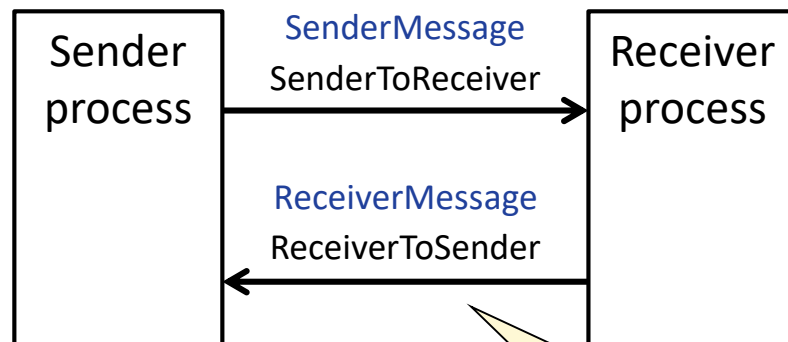 Sender
process
SenderMessage
SenderToReceiver
Receiver
process
ReceiverMessage
ReceiverToSender